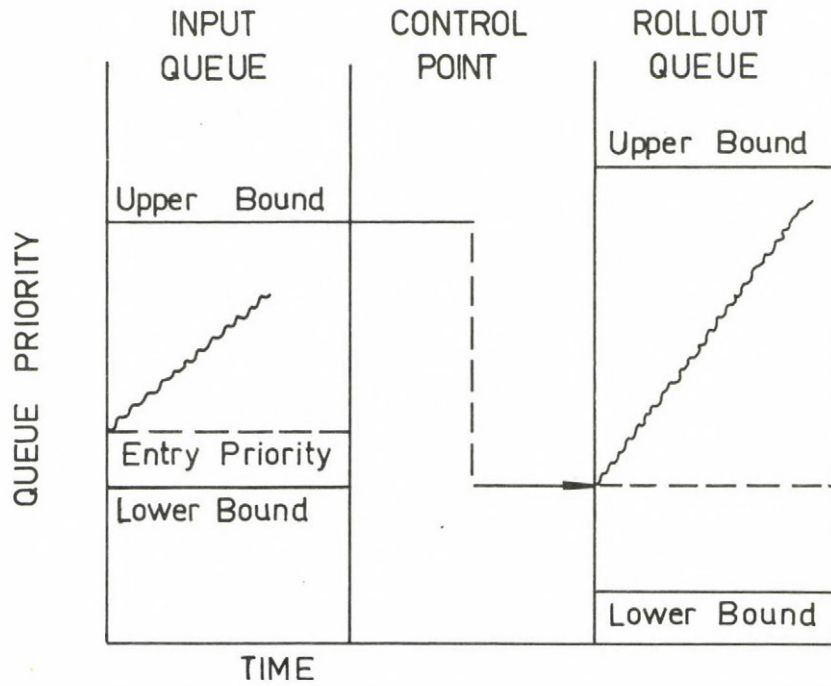 INPUT QUEUE
CONTROL POINT
ROLLOUT QUEUE
Upper Bound
Upper Bound
QUEUE PRIORITY
Entry Priority
Lower Bound
Lower Bound
TIME